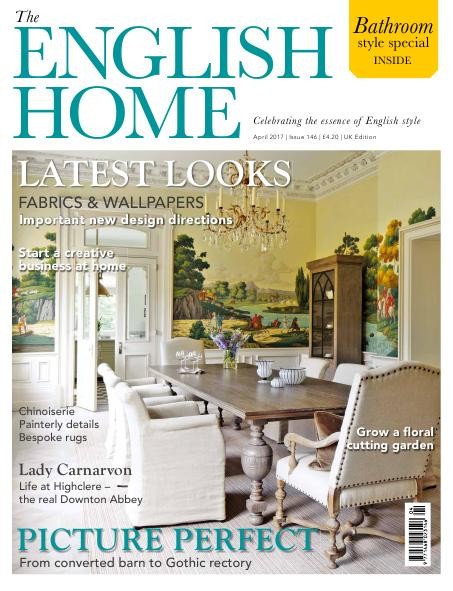 The
ENGLISH
HOME
Bathroom
style special
INSIDE
Celebrating the essence of English style
April 2017 | Issue 146 | £4.20 | UK Edition
LATEST LOOKS
FABRICS & WALLPAPERS
Important new design directions
Start a creative
business at home
Chinoiserie
Painterly details
Bespoke rugs
Grow a floral
cutting garden
Lady Carnarvon
Life at Highclere –
the real Downton Abbey
PICTURE PERFECT
From converted barn to Gothic rectory